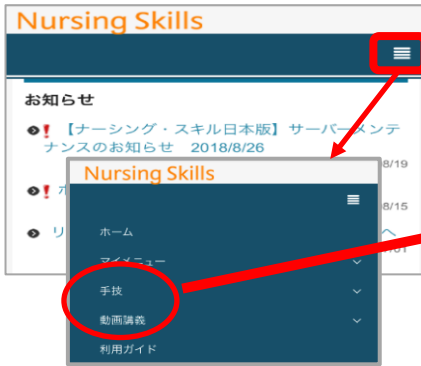 Nursing Skills
お知らせ
【ナーシング・スキル日本版】サーバーメンテ
ナンスのお知らせ 2018/8/26
8/19
8/15
リ
へ
Nursing Skills
ホーム
マイメニュー
手技
動画講義
利用ガイド